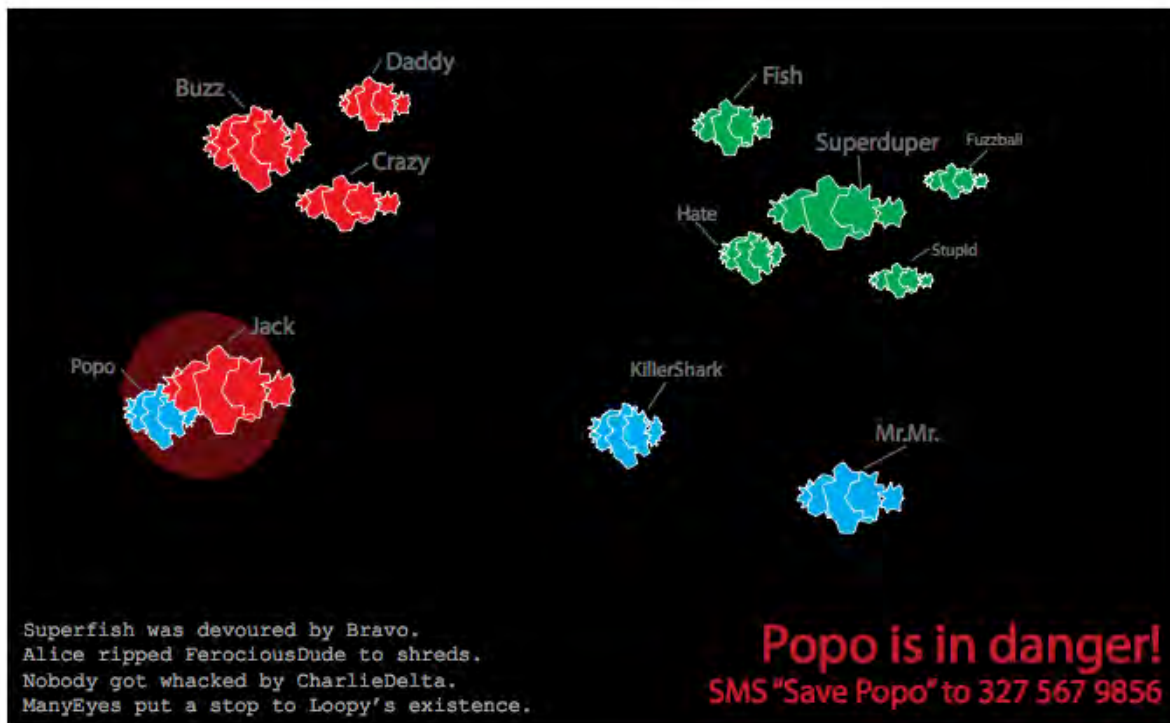 Daddy
Buzz
Crazy
Fish
Superduper
Fuzzball
Hate
Stupid
Jack
Popo
KillerShark
Mr.Mr.
Superfish was devoured by Bravo.
Alice ripped FerociousDude to shreds.
Nobody got whacked by CharlieDelta.
ManyEyes put a stop to Loopy's existence.
Popo is in danger!
SMS "Save Popo" to 327 567 9856